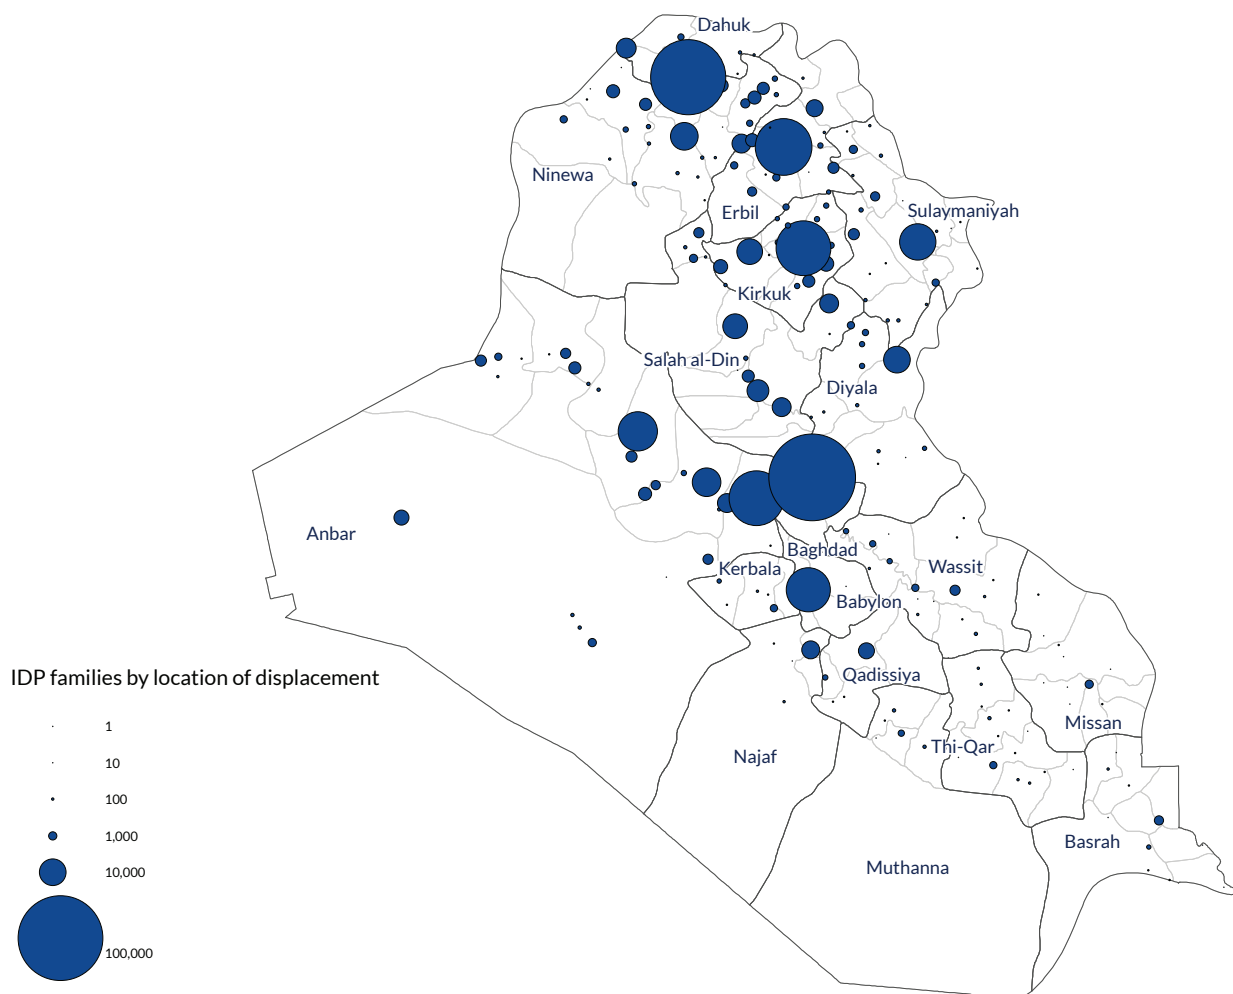 Dahuk
Ninewa
Erbil
Sulaymaniyah
Kirkuk
Salah al-Din
Diyala
Anbar
Baghdad
Kerbala
Wassit
Babylon
Qadissiya
Missan
Najaf
Thi-Qar
Basrah
Muthanna
IDP families by location of displacement
1
10
100
1,000
10,000
100,000